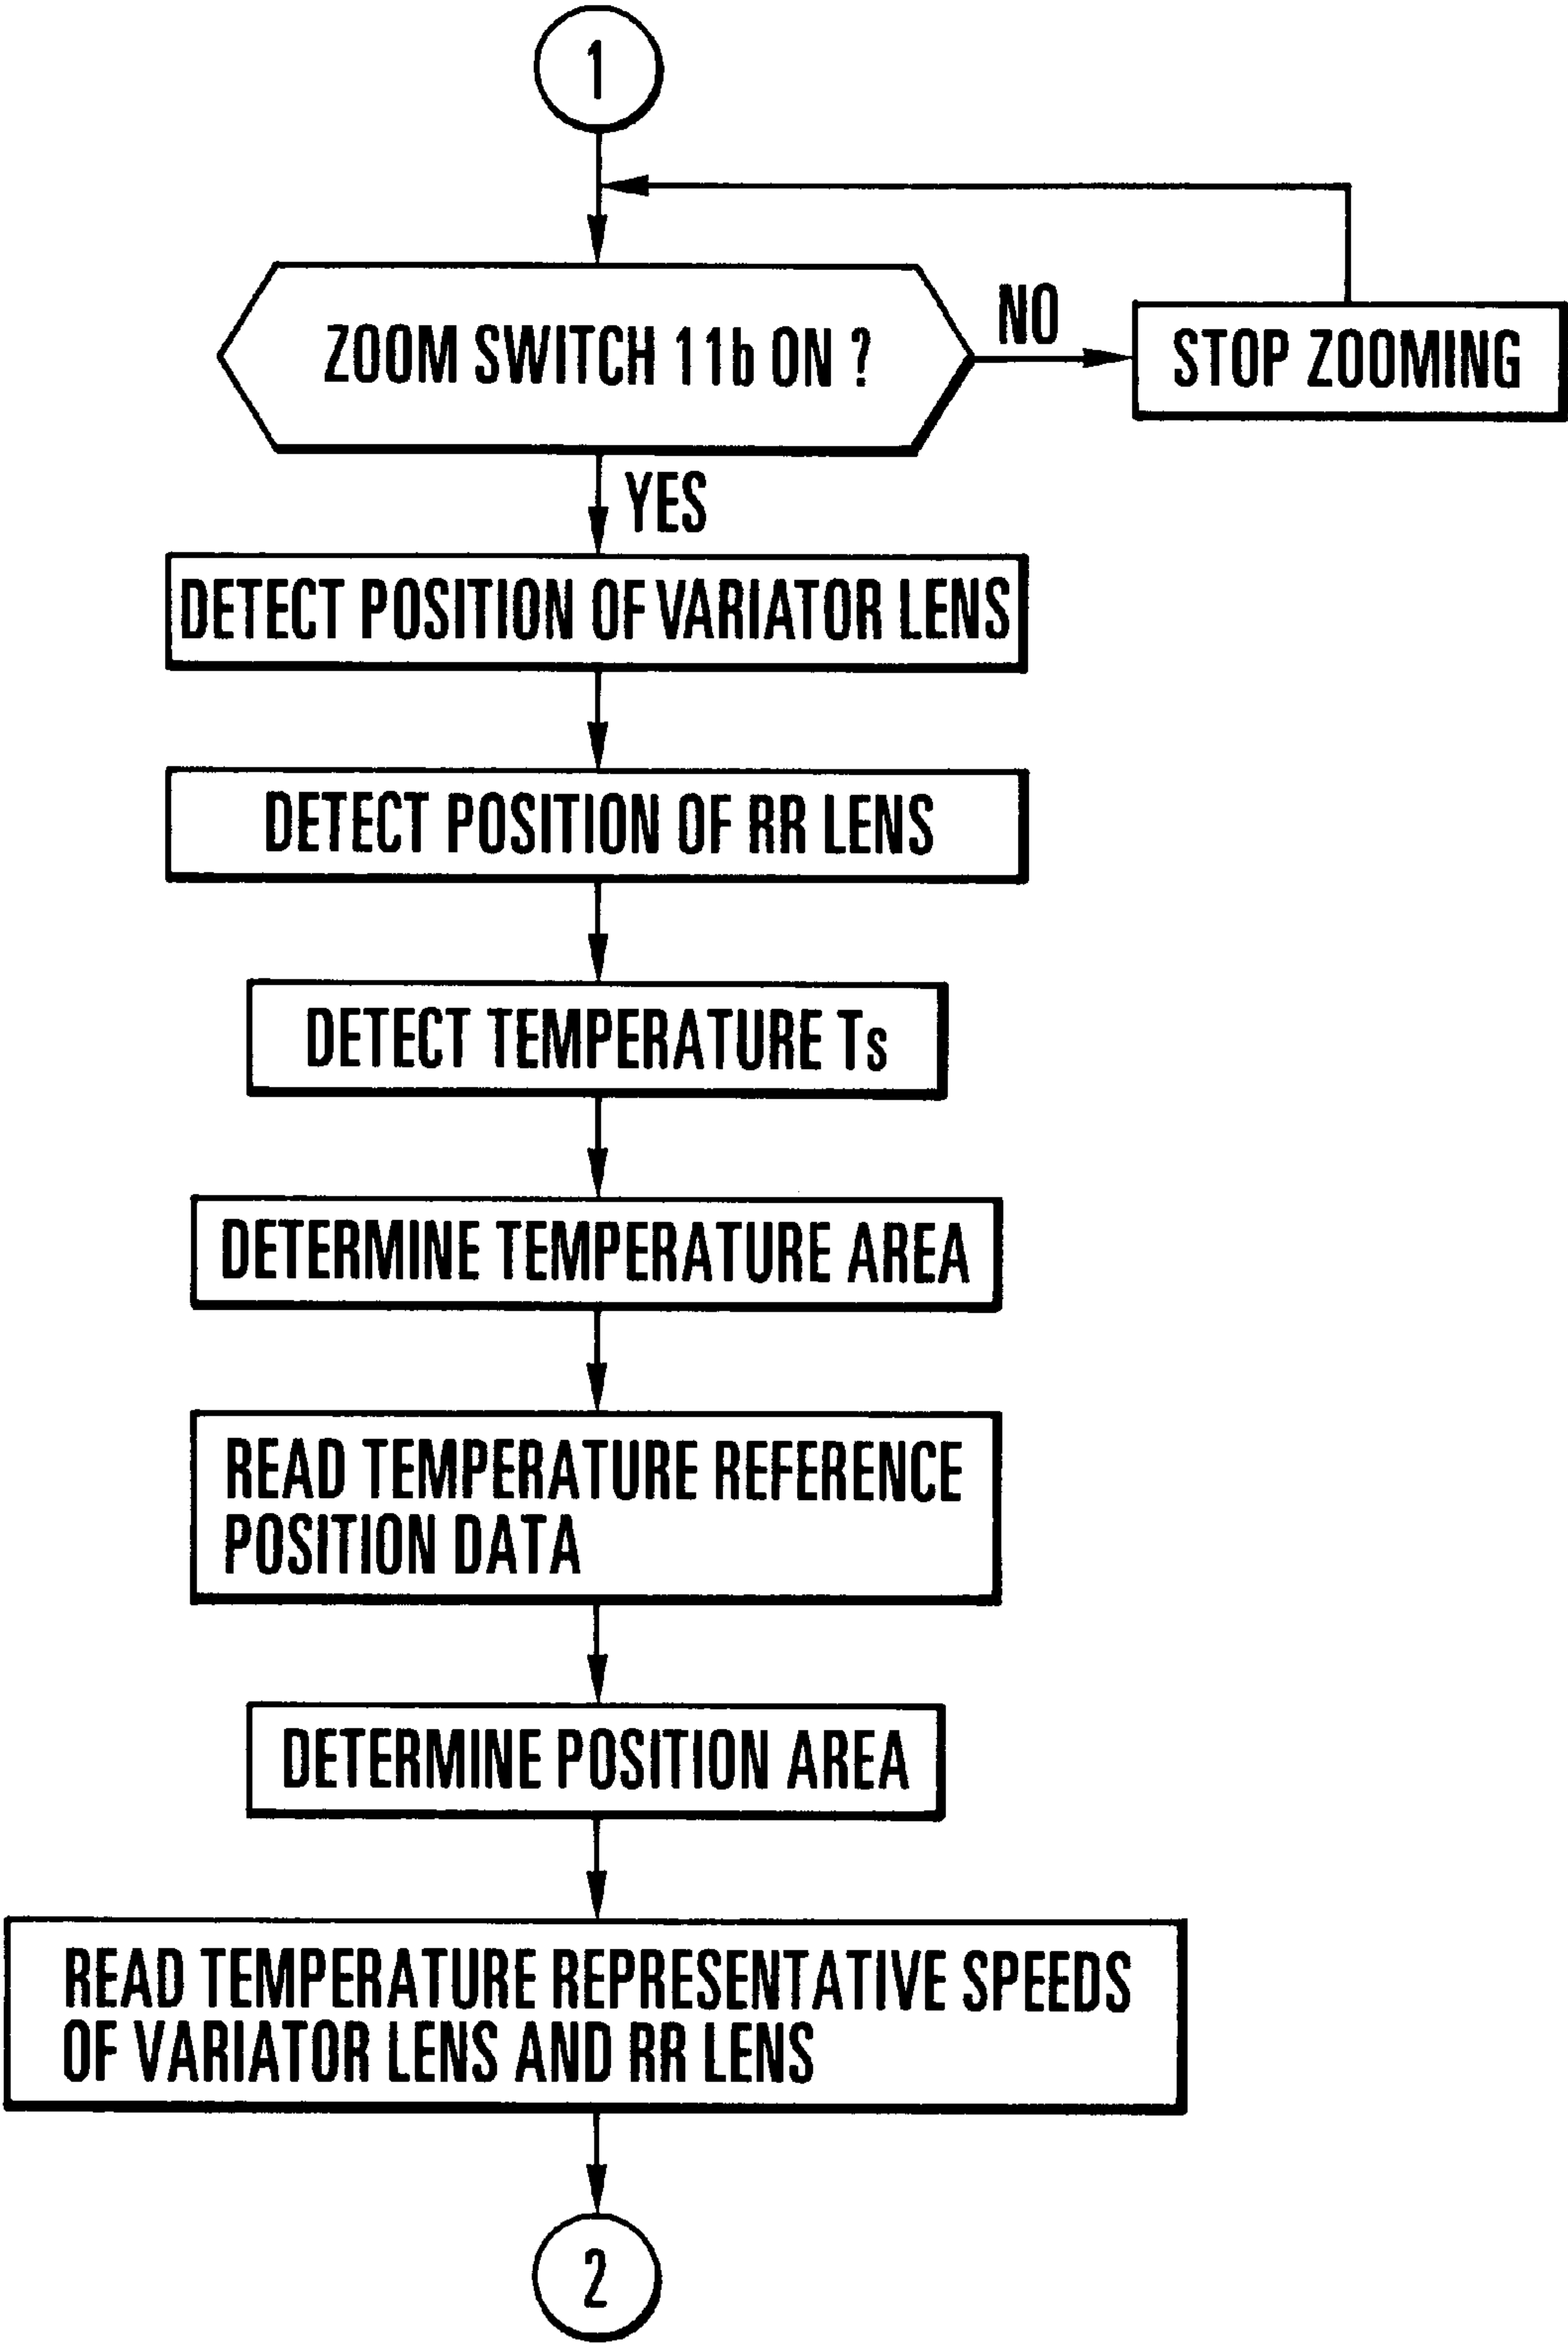 1
ZOOM SWITCH 11b ON ?
NO
STOP ZOOMING
YES
DETECT POSITION OF VARIATOR LENS
DETECT POSITION OF RR LENS
DETECT TEMPERATURE Ts
DETERMINE TEMPERATURE AREA
READ TEMPERATURE REFERENCE
POSITION DATA
DETERMINE POSITION AREA
READ TEMPERATURE REPRESENTATIVE SPEEDS
OF VARIATOR LENS AND RR LENS
2